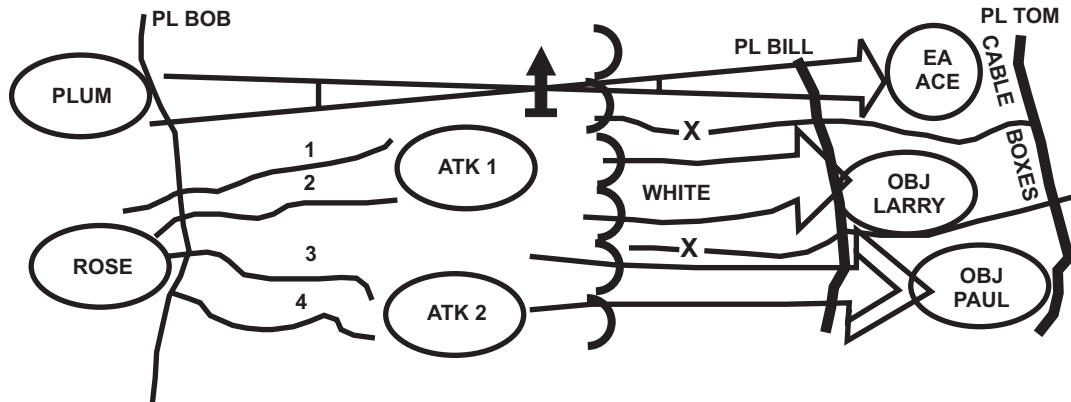 PL BOB
PL TOM
PL BILL
EA
ACE
CABLE
BOXES
PLUM
1
ATK 1
X
2
WHITE
OBJ
LARRY
ROSE
3
X
4
ATK 2
OBJ
PAUL